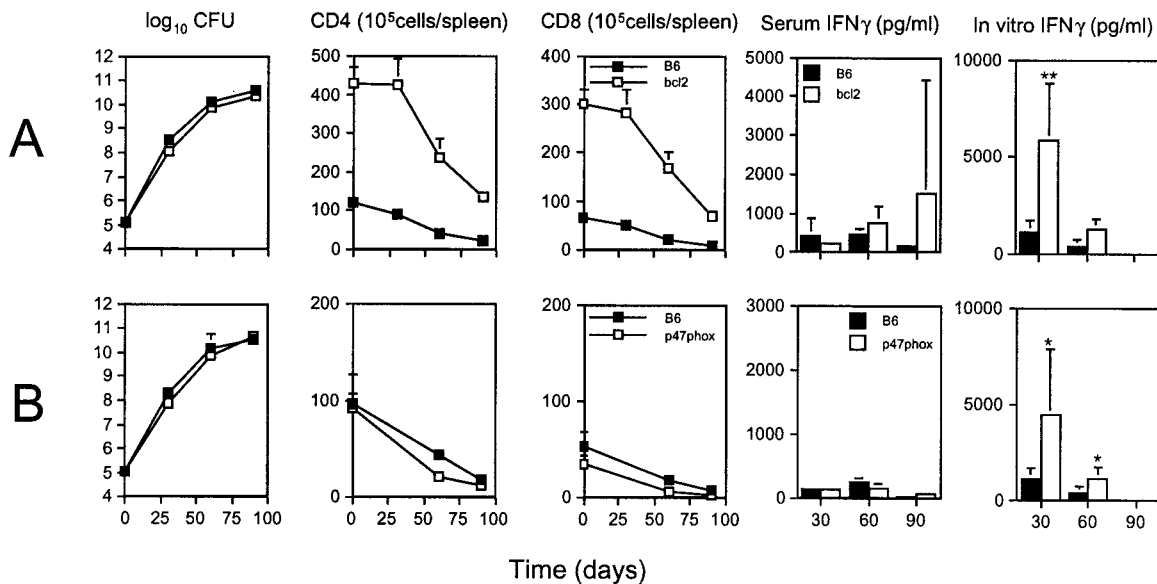 log₁₀ CFU
CD4 (10⁵cells/spleen)
CD8 (10⁵cells/spleen)
Serum IFNγ (pg/ml)
In vitro IFNγ (pg/ml)
A
12
11
10
9
8
7
6
5
4
500
400
300
200
100
0
400
300
200
100
0
B6
bcl2
5000
4000
3000
2000
1000
0
B6
bcl2
10000
5000
0
**
B
12
11
10
9
8
7
6
5
4
0 25 50 75 100
200
100
0
0 25 50 75 100
200
100
0
B6
p47phox
0 25 50 75 100
3000
2000
1000
0
B6
p47phox
30 60 90
10000
5000
0
*
*
30 60 90
Time (days)